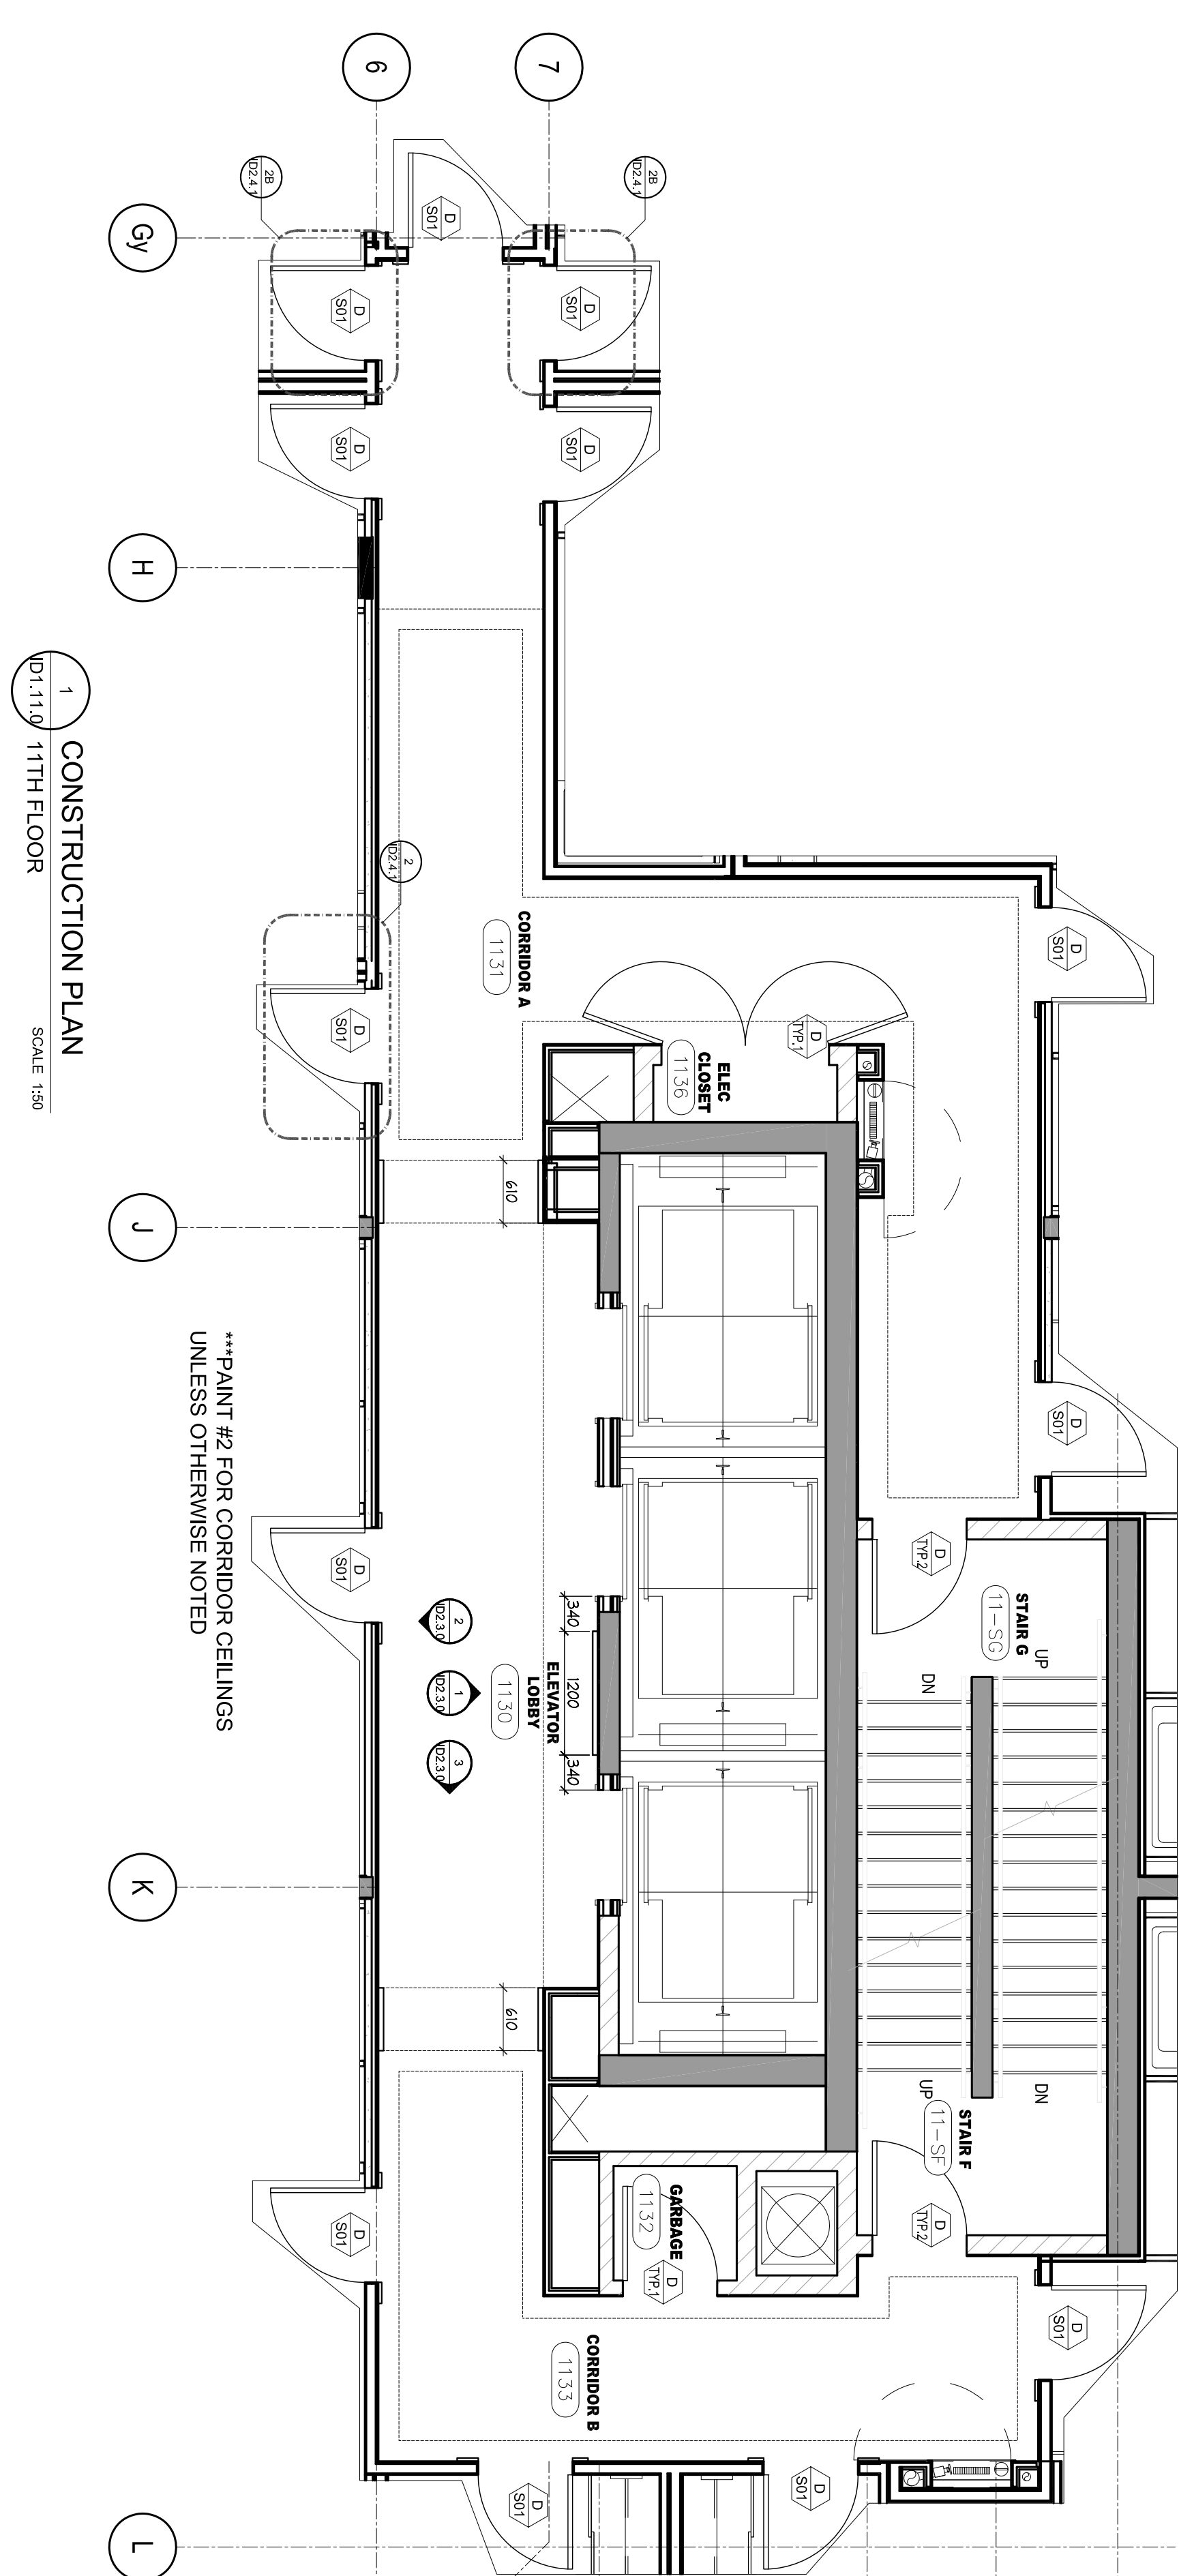 6
7
2B
ID2.4.1
2B
ID2.4.1
Gy
D
S01
D
S01
D
S01
D
S01
D
S01
H
1
ID1.11.0
CONSTRUCTION PLAN
11TH FLOOR
SCALE 1:50
2
ID2.4.1
CORRIDOR A
1131
D
S01
D
S01
ELEC
CLOSET
1136
D
TYP.1
610
J
***PAINT #2 FOR CORRIDOR CEILINGS
UNLESS OTHERWISE NOTED
D
S01
D
S01
D
TYP.2
STAIR G
11-SG
UP
DN
2
ID2.3.0
1
ID2.3.0
3
ID2.3.0
340
1200
340
ELEVATOR
LOBBY
1130
K
610
UP
DN
STAIR F
11-SF
D
TYP.2
GARBAGE
1132
D
TYP.1
D
S01
D
S01
CORRIDOR B
1133
D
S01
D
S01
L